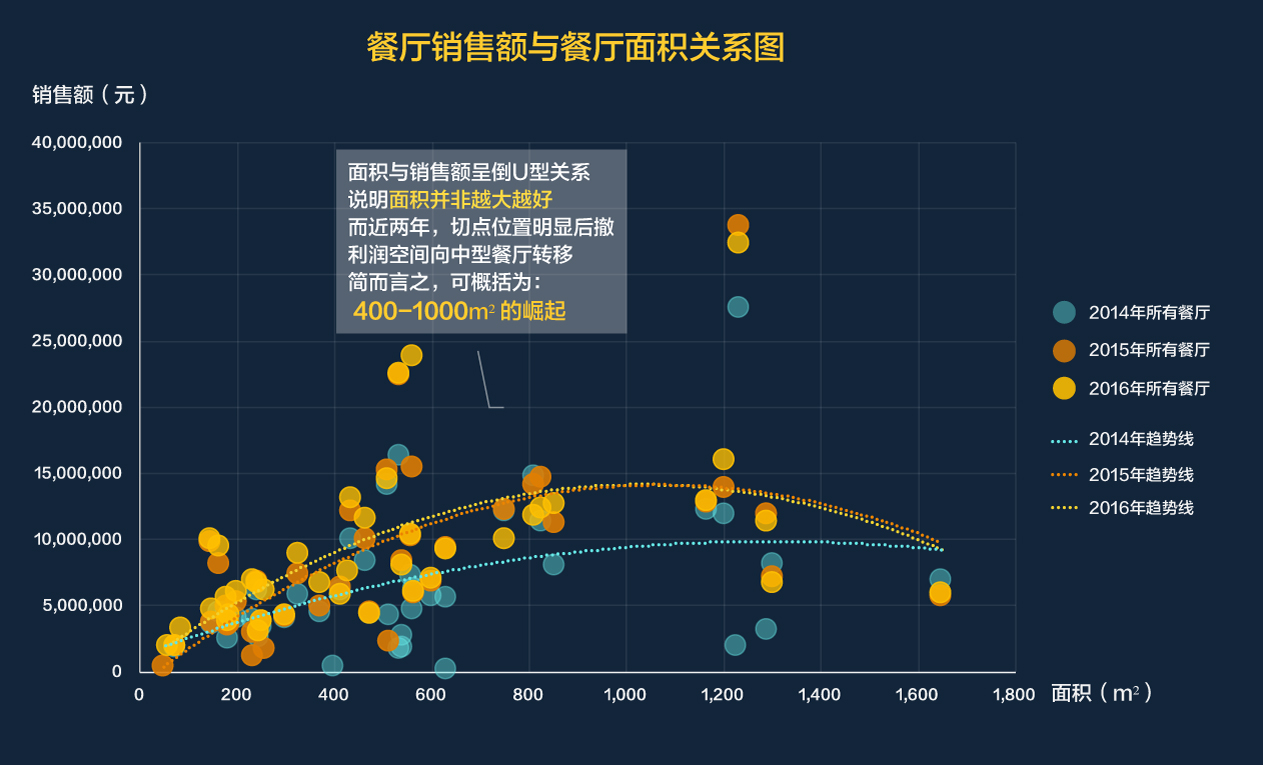 餐厅销售额与餐厅面积关系图
销售额（元）
40,000,000
35,000,000
30,000,000
25,000,000
20,000,000
15,000,000
10,000,000
5,000,000
0
面积与销售额呈倒U型关系
说明面积并非越大越好
而近两年，切点位置明显后撤
利润空间向中型餐厅转移
简而言之，可概括为：
400-1000m² 的崛起
2014年所有餐厅
2015年所有餐厅
2016年所有餐厅
2014年趋势线
2015年趋势线
2016年趋势线
0 200 400 600 800 1,000 1,200 1,400 1,600 1,800 面积（m²）